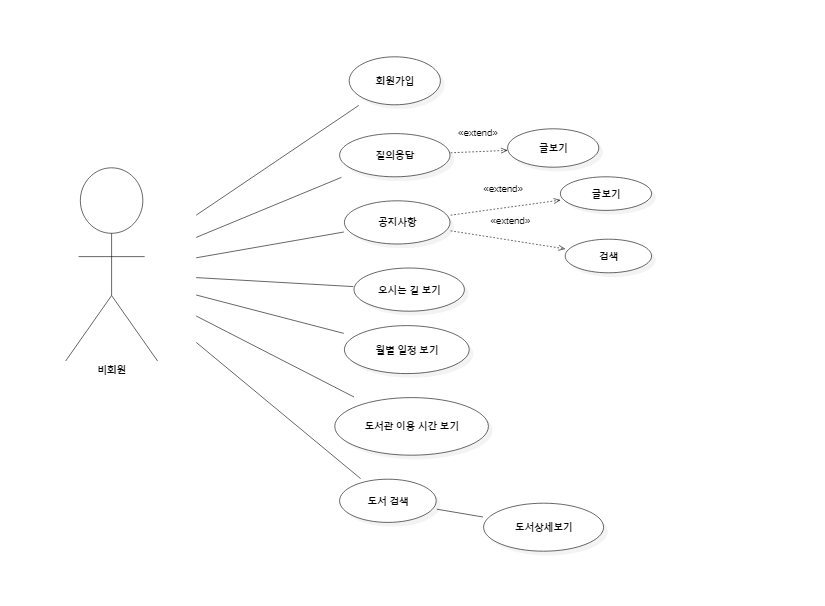 회원가입
질의응답
«extend»
글보기
공지사항
«extend»
글보기
«extend»
검색
오시는 길 보기
월별 일정 보기
비회원
도서관 이용 시간 보기
도서 검색
도서상세보기